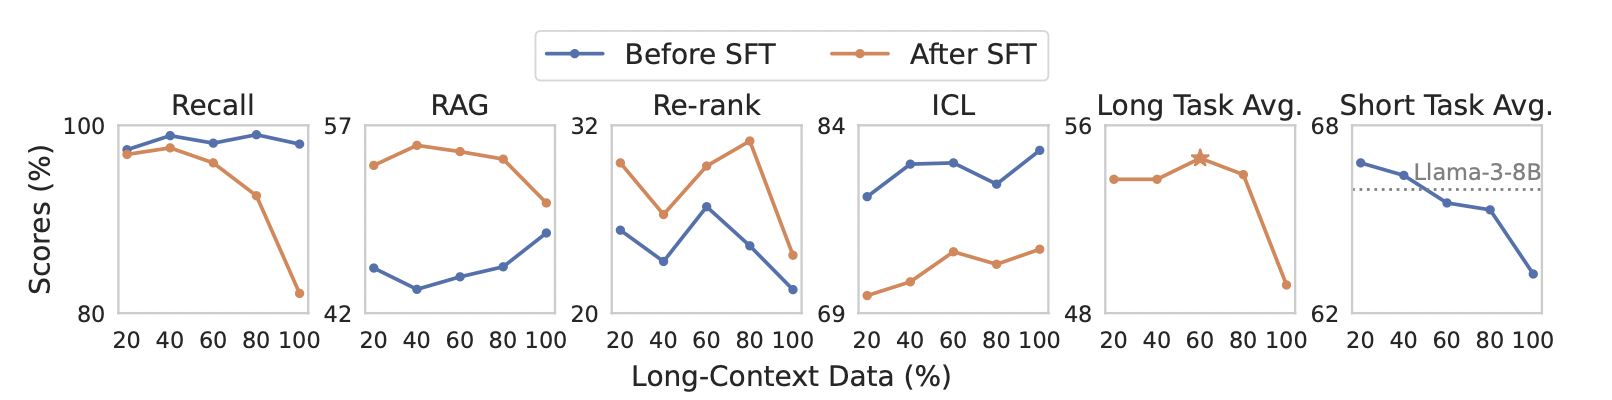 Before SFT After SFT
Recall RAG Re-rank ICL Long Task Avg. Short Task Avg.
100 57 32 84 56 68
Llama-3-8B
Scores (%)
80 42 20 69 48 62
20 40 60 80 100 20 40 60 80 100 20 40 60 80 100 20 40 60 80 100 20 40 60 80 100 20 40 60 80 100
Long-Context Data (%)